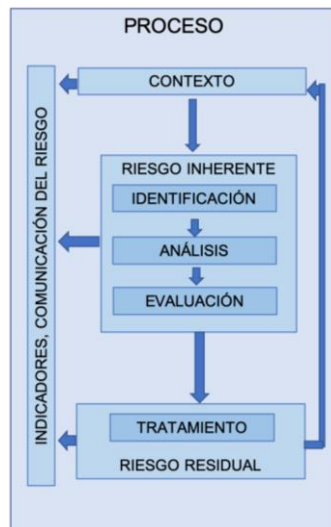 PROCESO
CONTEXTO
RIESGO INHERENTE
IDENTIFICACIÓN
ANÁLISIS
EVALUACIÓN
TRATAMIENTO
RIESGO RESIDUAL
INDICADORES, COMUNICACIÓN DEL RIESGO